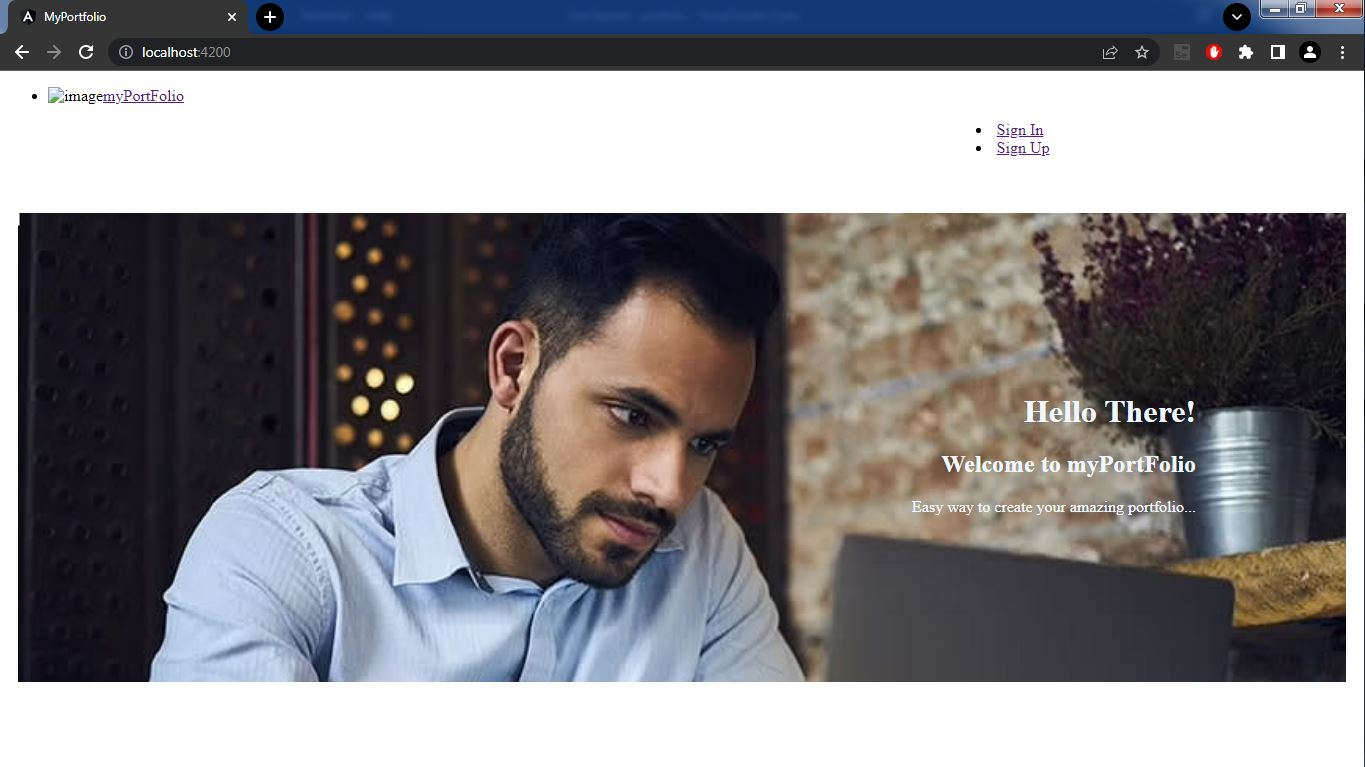 MyPortfolio
localhost:4200
imagemyPortFolio
Sign In
Sign Up
Hello There!
Welcome to myPortFolio
Easy way to create your amazing portfolio...